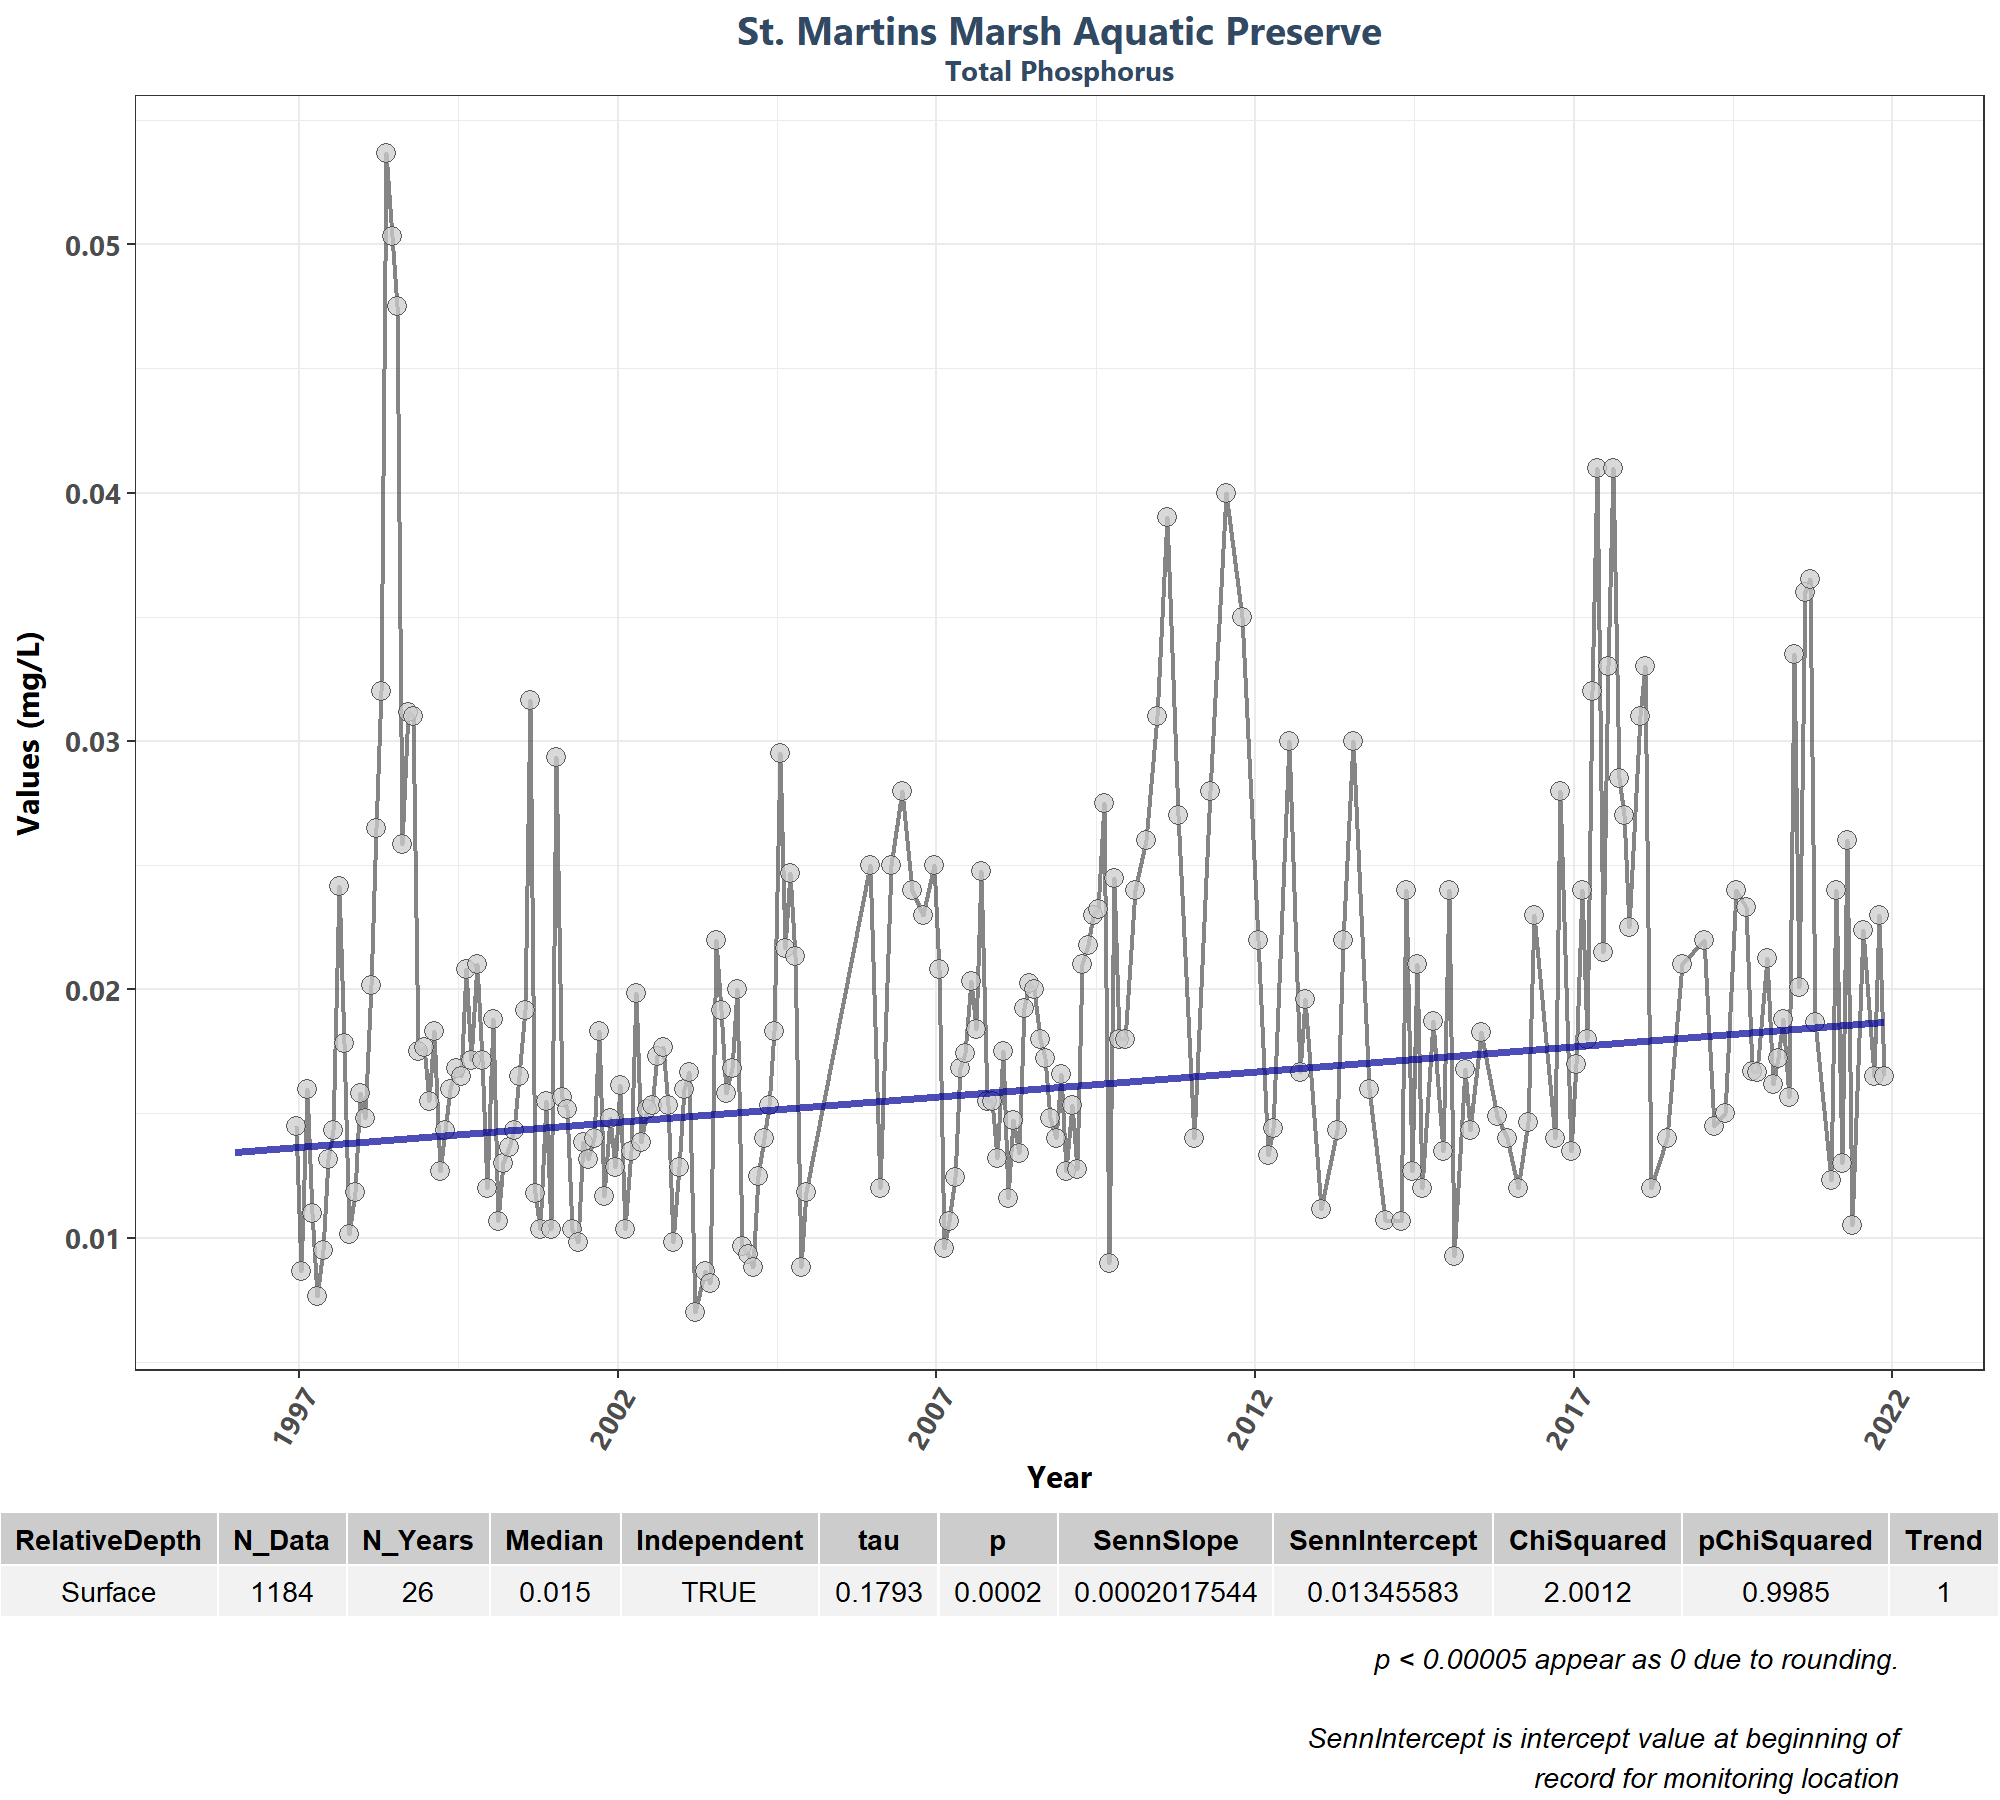 St. Martins Marsh Aquatic Preserve
Total Phosphorus
Values (mg/L)
0.05
0.04
0.03
0.02
0.01
1997 2002 2007 2012 2017 2022
Year
RelativeDepth N_Data N_Years Median Independent tau p SennSlope SennIntercept ChiSquared pChiSquared Trend
Surface 1184 26 0.015 TRUE 0.1793 0.0002 0.0002017544 0.01345583 2.0012 0.9985 1
p < 0.00005 appear as 0 due to rounding.
SennIntercept is intercept value at beginning of
record for monitoring location